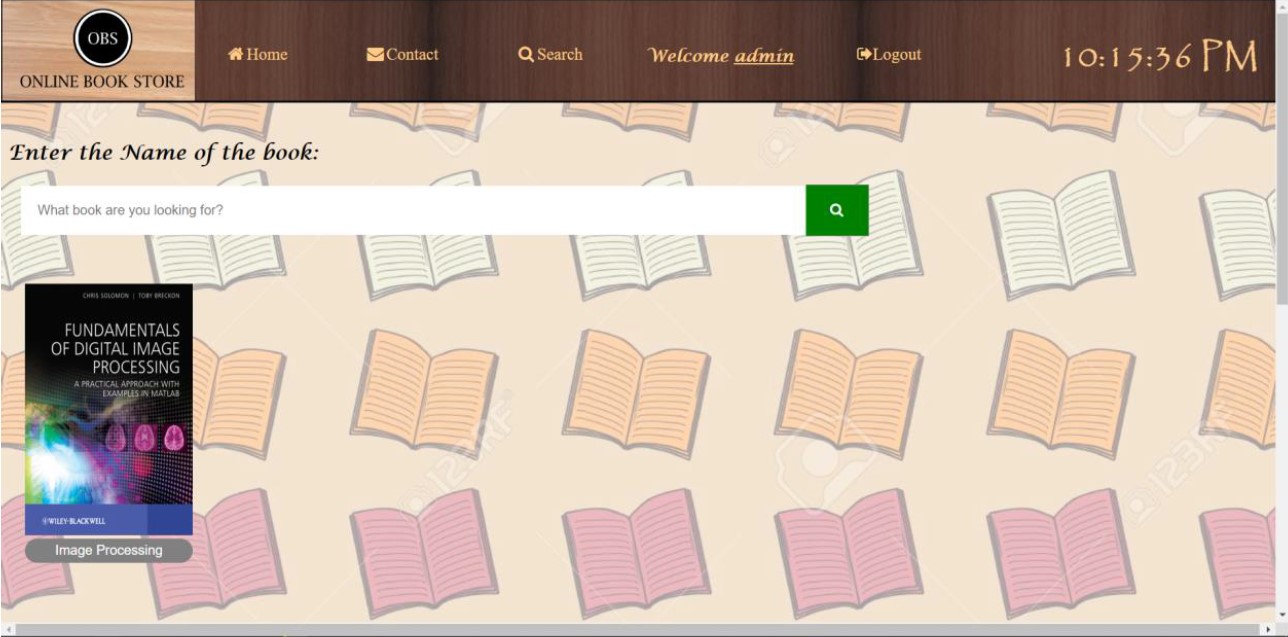 OBS
ONLINE BOOK STORE
Home
Contact
Search
Welcome admin
Logout
10:15:36 PM
Enter the Name of the book:
What book are you looking for?
CHRIS SOLOMON | TOBY BRECKON
FUNDAMENTALS
OF DIGITAL IMAGE
PROCESSING
A PRACTICAL APPROACH WITH
EXAMPLES IN MATLAB
WILEY-BLACKWELL
Image Processing
123RF
123RF